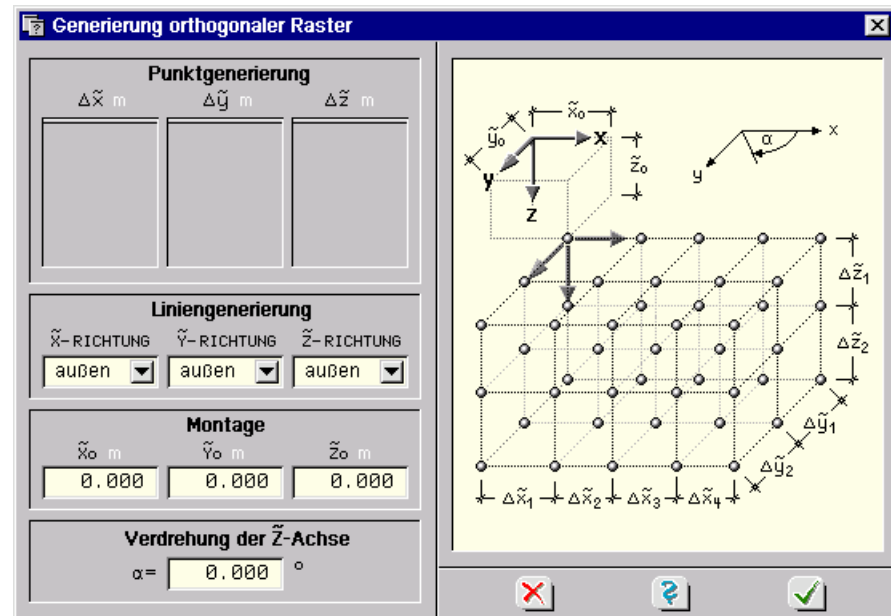 Generierung orthogonaler Raster
Punktgenerierung
Δx̃ m Δỹ m Δz̃ m
Liniengenerierung
X̃-RICHTUNG Ỹ-RICHTUNG Z̃-RICHTUNG
außen außen außen
Montage
X̃o m Ỹo m Z̃o m
0.000 0.000 0.000
Verdrehung der Z̃-Achse
α= 0.000 °
x̃o
ỹo
x
z̃o
y
z
x
α
y
Δz̃1
Δz̃2
Δỹ1
Δỹ2
Δx̃1 Δx̃2 Δx̃3 Δx̃4